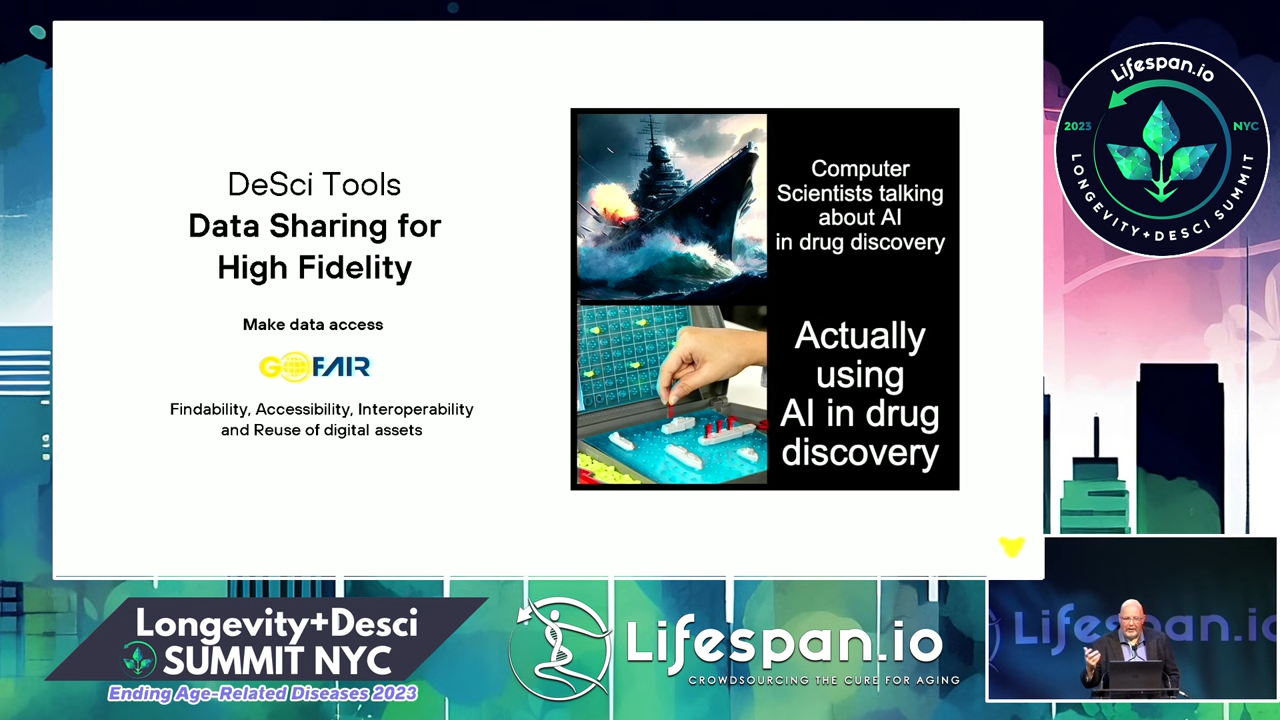 DeSci Tools
Data Sharing for
High Fidelity
Make data access
GO FAIR
Findability, Accessibility, Interoperability
and Reuse of digital assets
Computer
Scientists talking
about AI
in drug discovery
Actually
using
AI in drug
discovery
Lifespan.io
2023
NYC
LONGEVITY+DESCI SUMMIT
Longevity+Desci
SUMMIT NYC
Ending Age-Related Diseases 2023
Lifespan.io
CROWDSOURCING THE CURE FOR AGING
Lifespan.io